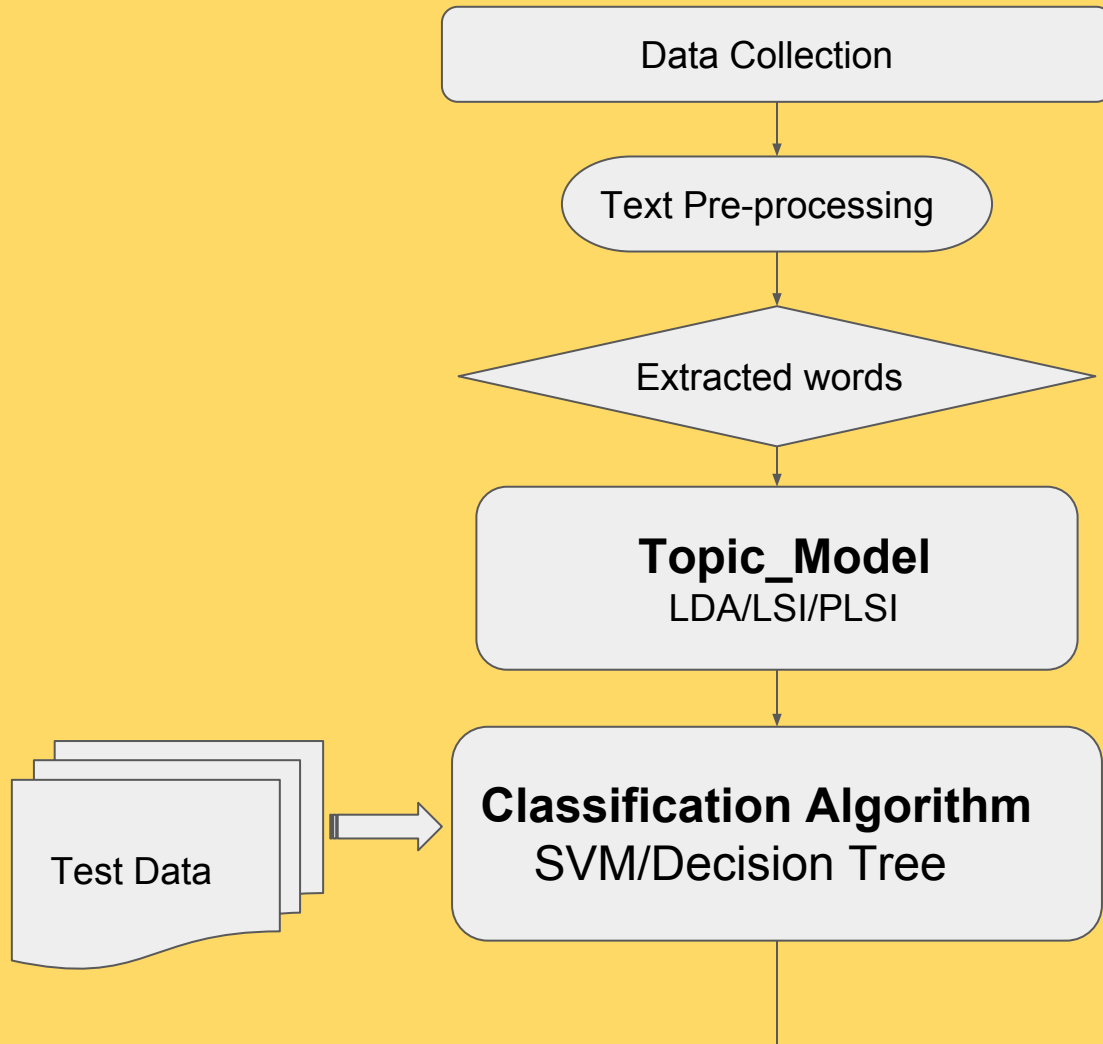 Data Collection
Text Pre-processing
Extracted words
Topic_Model
LDA/LSI/PLSI
Classification Algorithm
SVM/Decision Tree
Test Data